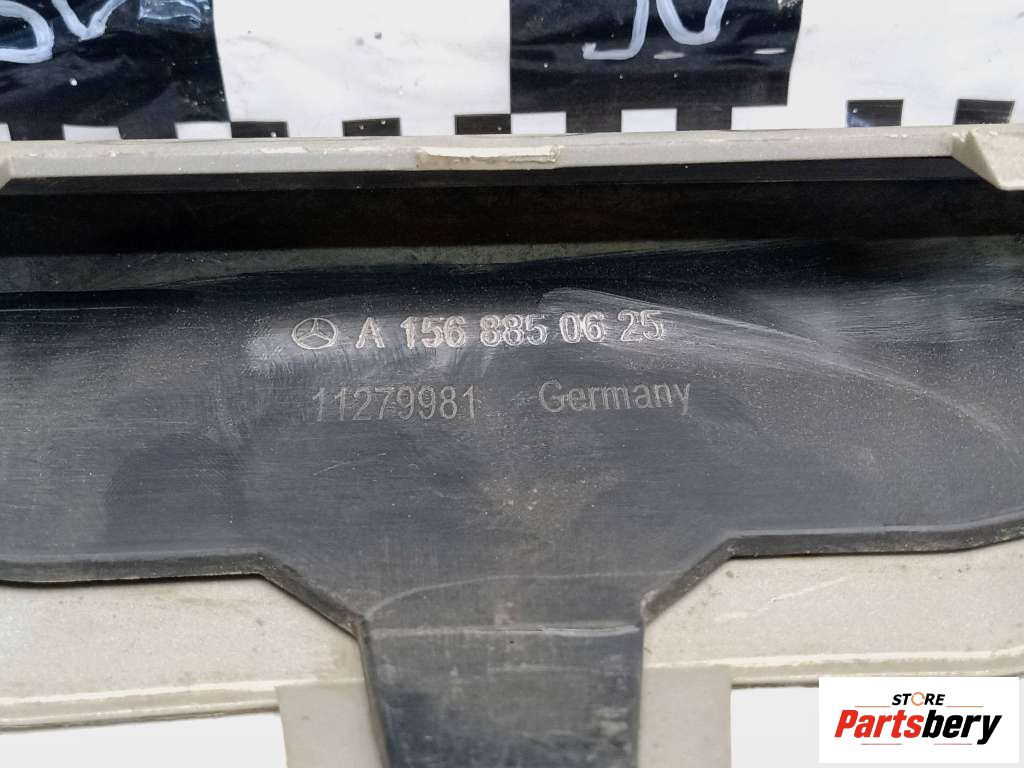 A 156 885 06 25
11279981 Germany
STORE
Partsbery